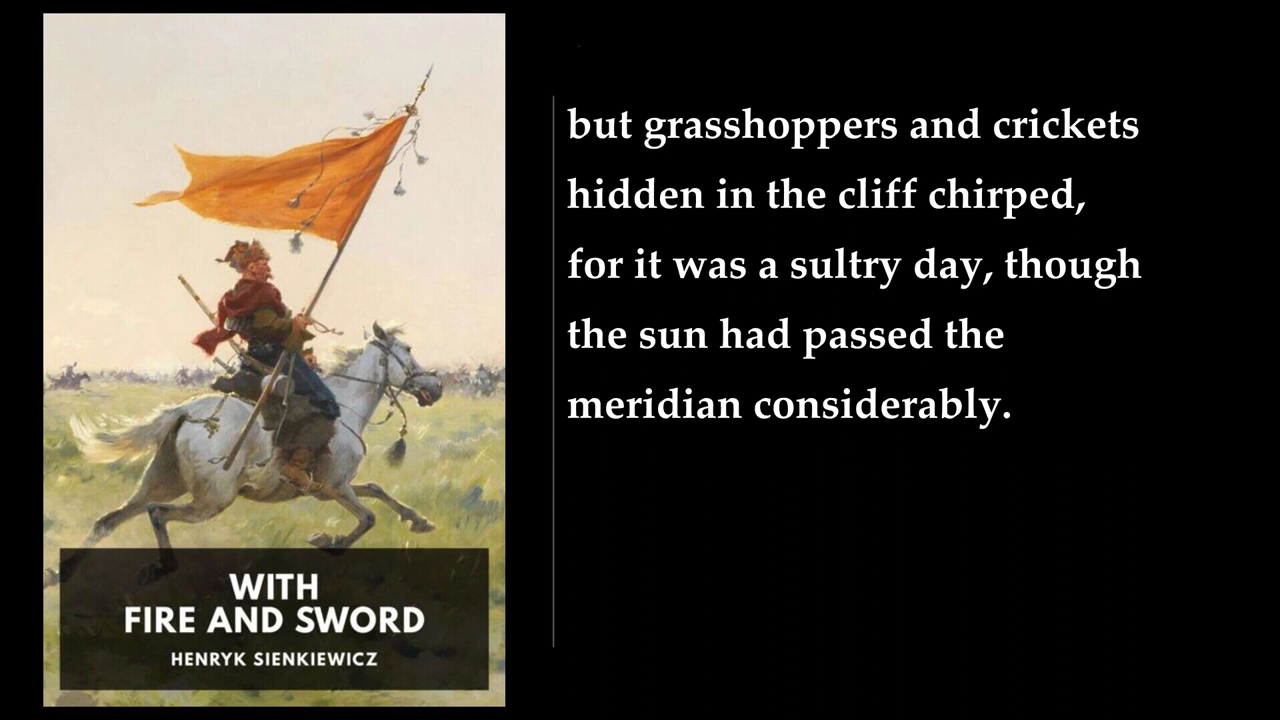 WITH
FIRE AND SWORD
HENRYK SIENKIEWICZ
but grasshoppers and crickets
hidden in the cliff chirped,
for it was a sultry day, though
the sun had passed the
meridian considerably.